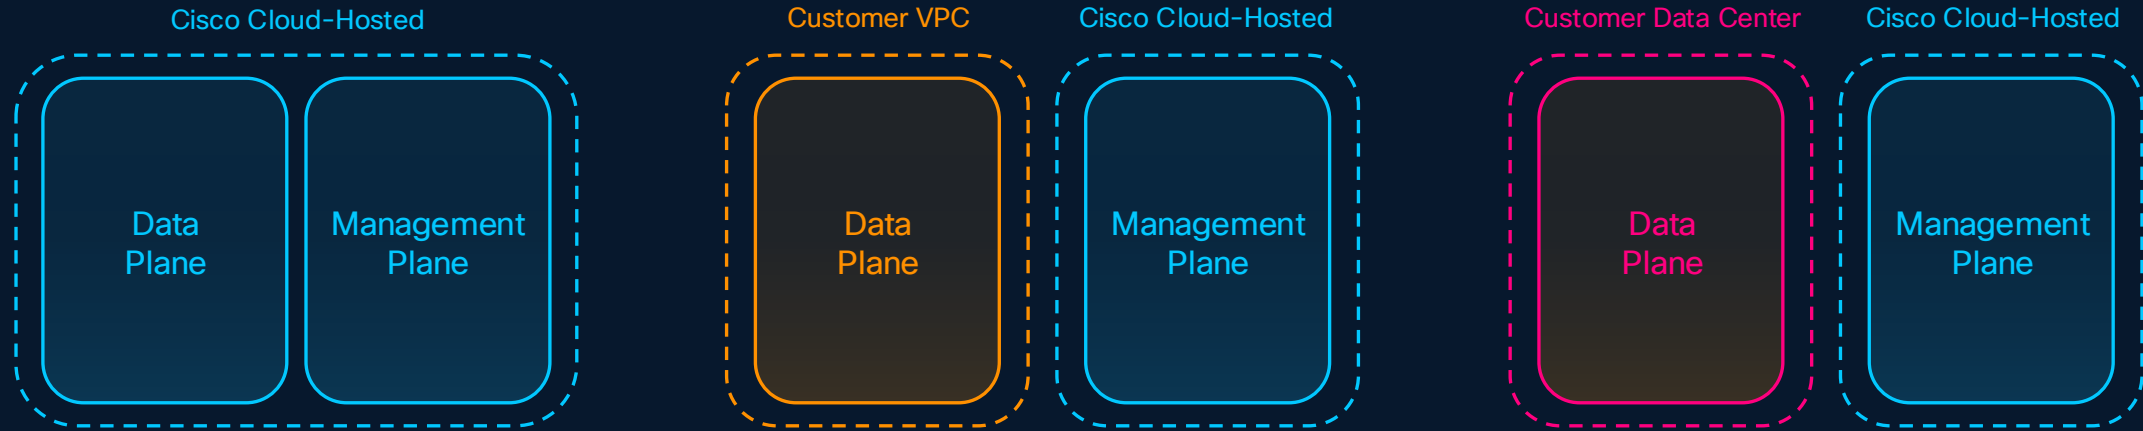 Cisco Cloud-Hosted
Data
Plane
Management
Plane
Customer VPC
Data
Plane
Cisco Cloud-Hosted
Management
Plane
Customer Data Center
Data
Plane
Cisco Cloud-Hosted
Management
Plane